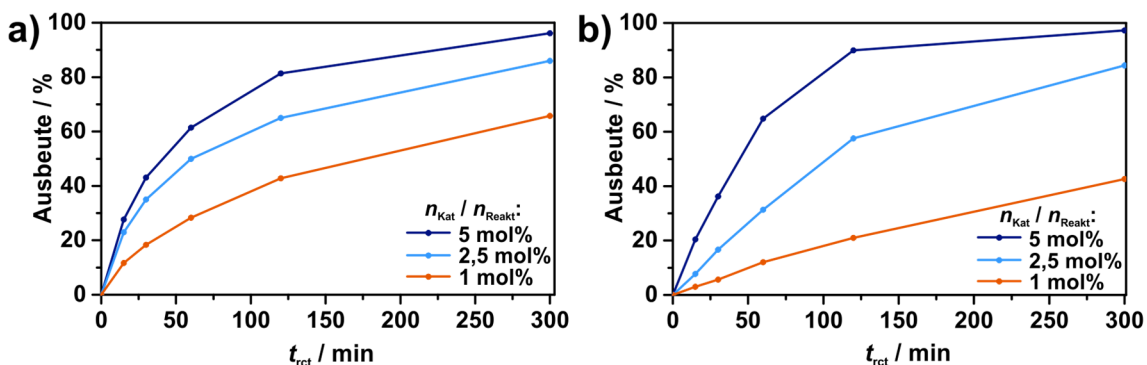 a)
Ausbeute / %
100
80
60
40
20
0
n_Kat / n_Reakt:
5 mol%
2,5 mol%
1 mol%
0 50 100 150 200 250 300
t_rct / min
b)
Ausbeute / %
100
80
60
40
20
0
n_Kat / n_Reakt:
5 mol%
2,5 mol%
1 mol%
0 50 100 150 200 250 300
t_rct / min